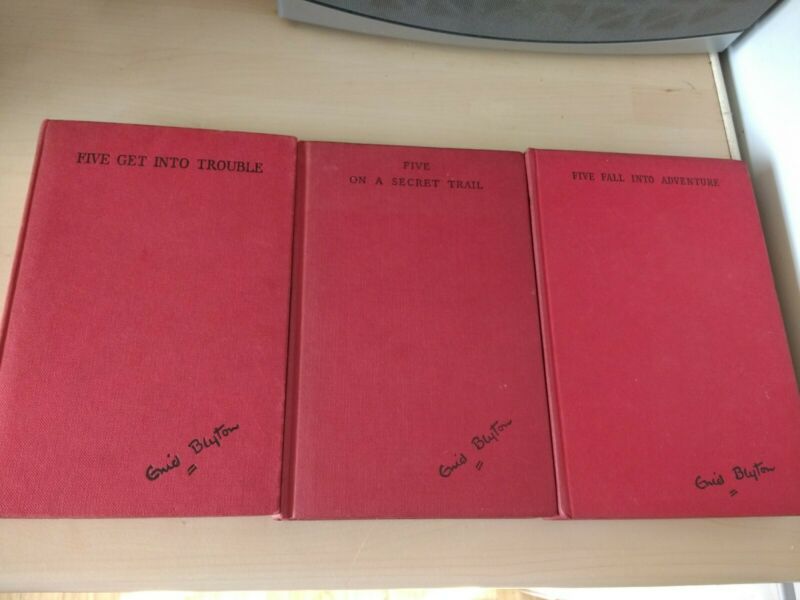 FIVE GET INTO TROUBLE
Enid Blyton
FIVE
ON A SECRET TRAIL
Enid Blyton
FIVE FALL INTO ADVENTURE
Enid Blyton